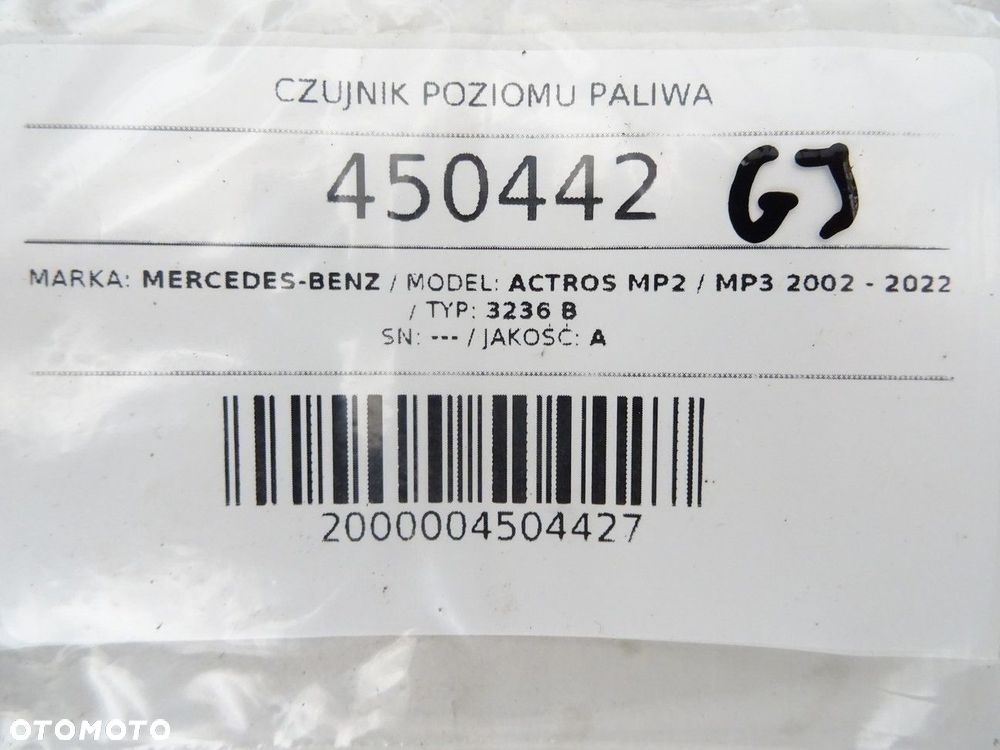 CZUJNIK POZIOMU PALIWA
450442 GJ
MARKA: MERCEDES-BENZ / MODEL: ACTROS MP2 / MP3 2002 - 2022
/ TYP: 3236 B
SN: --- / JAKOŚĆ: A
2000004504427
OTOMOTO